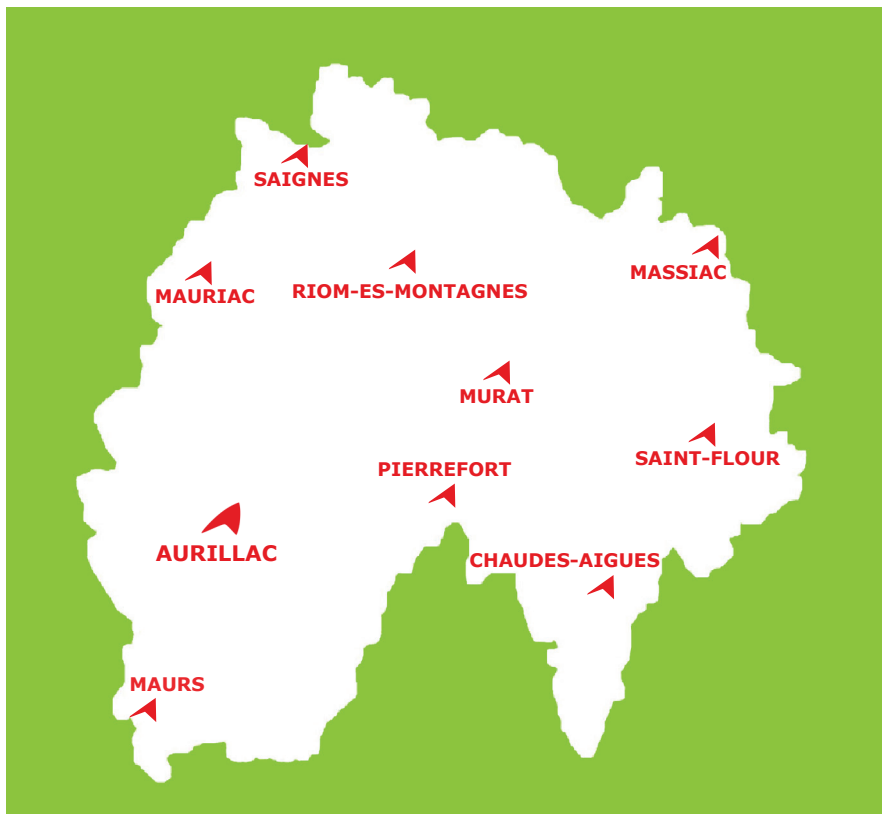 SAIGNES
MASSIAC
MAURIAC
RIOM-ES-MONTAGNES
MURAT
SAINT-FLOUR
PIERREFORT
AURILLAC
CHAUDES-AIGUES
MAURS